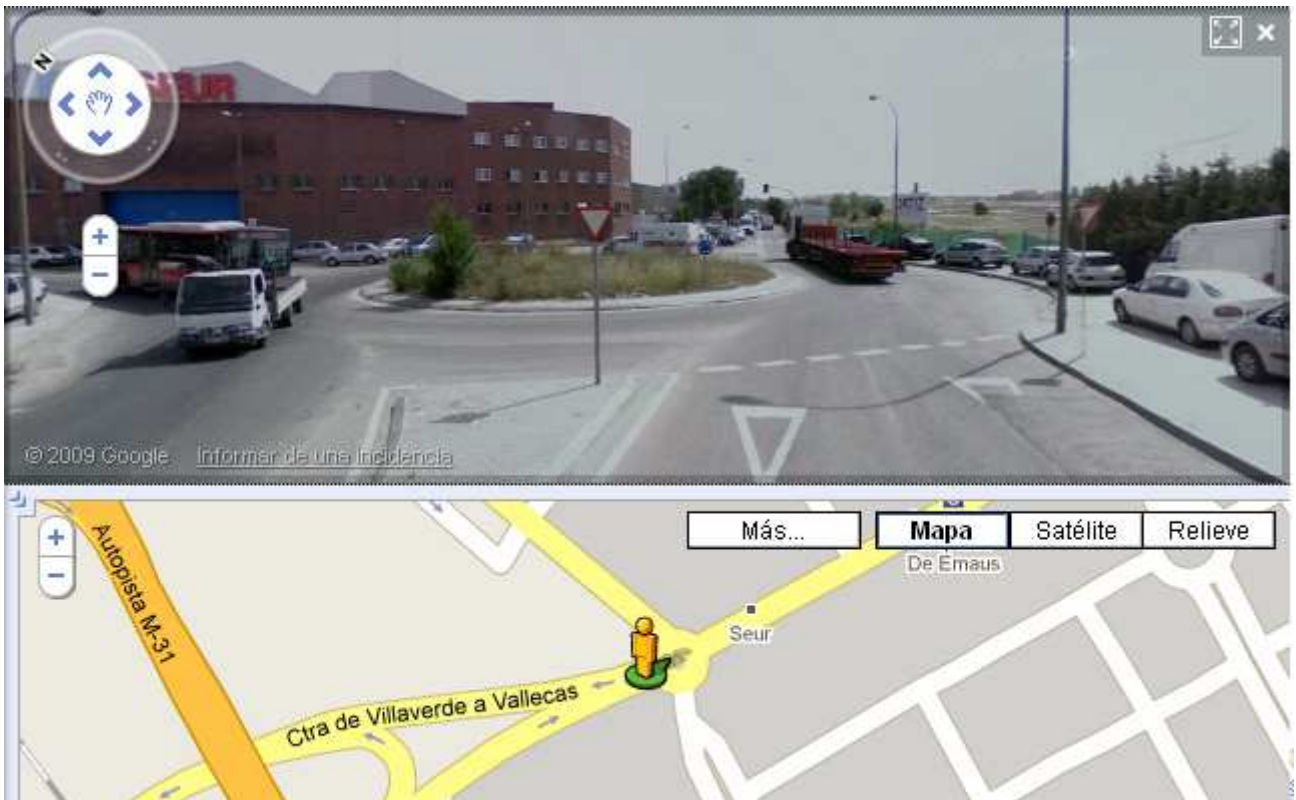 N
SEUR
© 2009 Google Informar de una incidencia
Autopista M-31
Más...
Mapa
Satélite
Relieve
De Emaus
Seur
Ctra de Villaverde a Vallecas